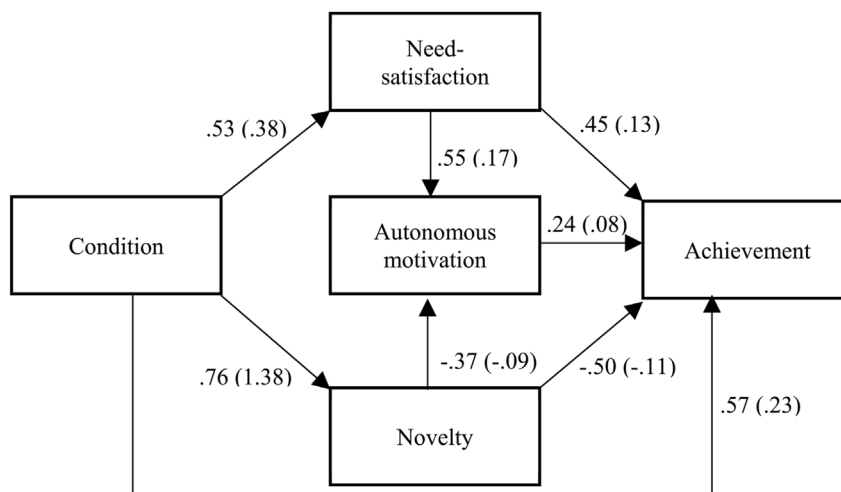 Need-
satisfaction
.53 (.38)
.45 (.13)
.55 (.17)
Condition
Autonomous
motivation
.24 (.08)
Achievement
.76 (1.38)
-.37 (-.09)
-.50 (-.11)
.57 (.23)
Novelty